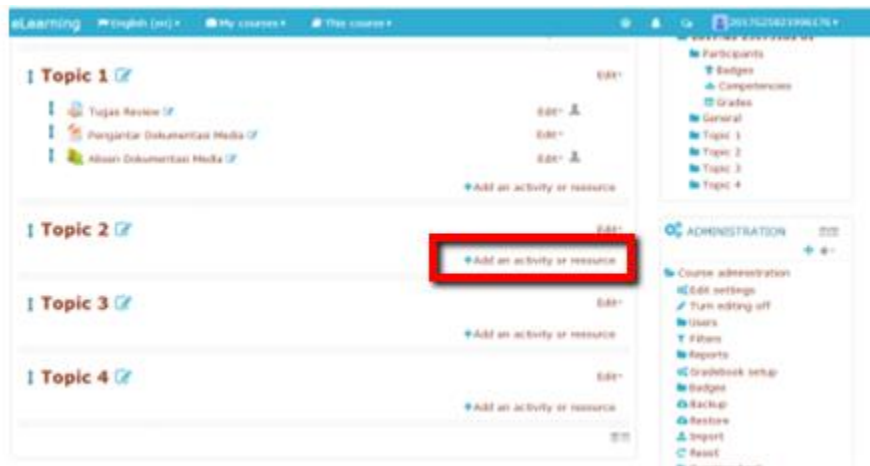 eLearning English (en) My courses This course
Topic 1 Edit
Tugas Review Edit
Pengantar Dokumentasi Media Edit
Absen Dokumentasi Media Edit
Add an activity or resource
Topic 2 Edit
Add an activity or resource
Topic 3 Edit
Add an activity or resource
Topic 4 Edit
Add an activity or resource
Participants
Badges
Competencies
Grades
General
Topic 1
Topic 2
Topic 3
Topic 4
ADMINISTRATION
Course administration
Edit settings
Turn editing off
Users
Filters
Reports
Gradebook setup
Badges
Backup
Restore
Import
Reset